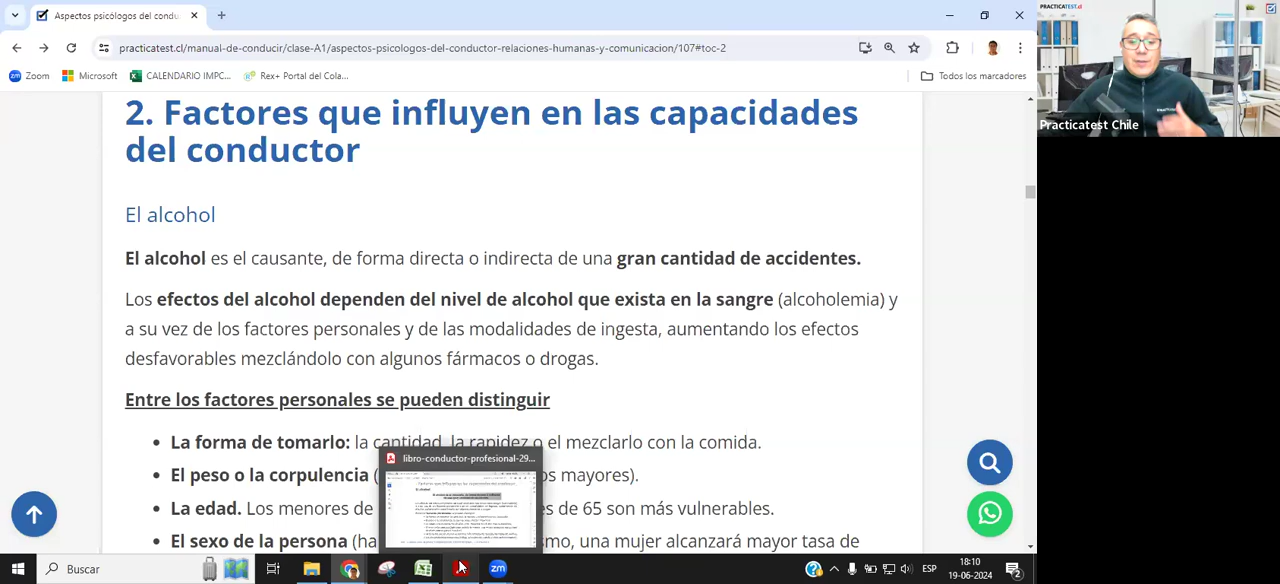 Aspectos psicólogos del condu
practicatest.cl/manual-de-conducir/clase-A1/aspectos-psicologos-del-conductor-relaciones-humanas-y-comunicacion/107#toc-2
Zoom
Microsoft
CALENDARIO IMPC...
Rex+ Portal del Cola...
Todos los marcadores
PRACTICATEST.cl
Practicatest Chile
2. Factores que influyen en las capacidades
del conductor
El alcohol
El alcohol es el causante, de forma directa o indirecta de una gran cantidad de accidentes.
Los efectos del alcohol dependen del nivel de alcohol que exista en la sangre (alcoholemia) y
a su vez de los factores personales y de las modalidades de ingesta, aumentando los efectos
desfavorables mezclándolo con algunos fármacos o drogas.
Entre los factores personales se pueden distinguir
• La forma de tomarlo: la cantidad, la rapidez o el mezclarlo con la comida.
libro-conductor-profesional-29...
• El peso o la corpulencia os mayores).
Los menores de es de 65 son más vulnerables.
• El de la persona (ha mo, una mujer alcanzará mayor tasa de
Buscar
zm
ESP
18:10
19-06-2024
2